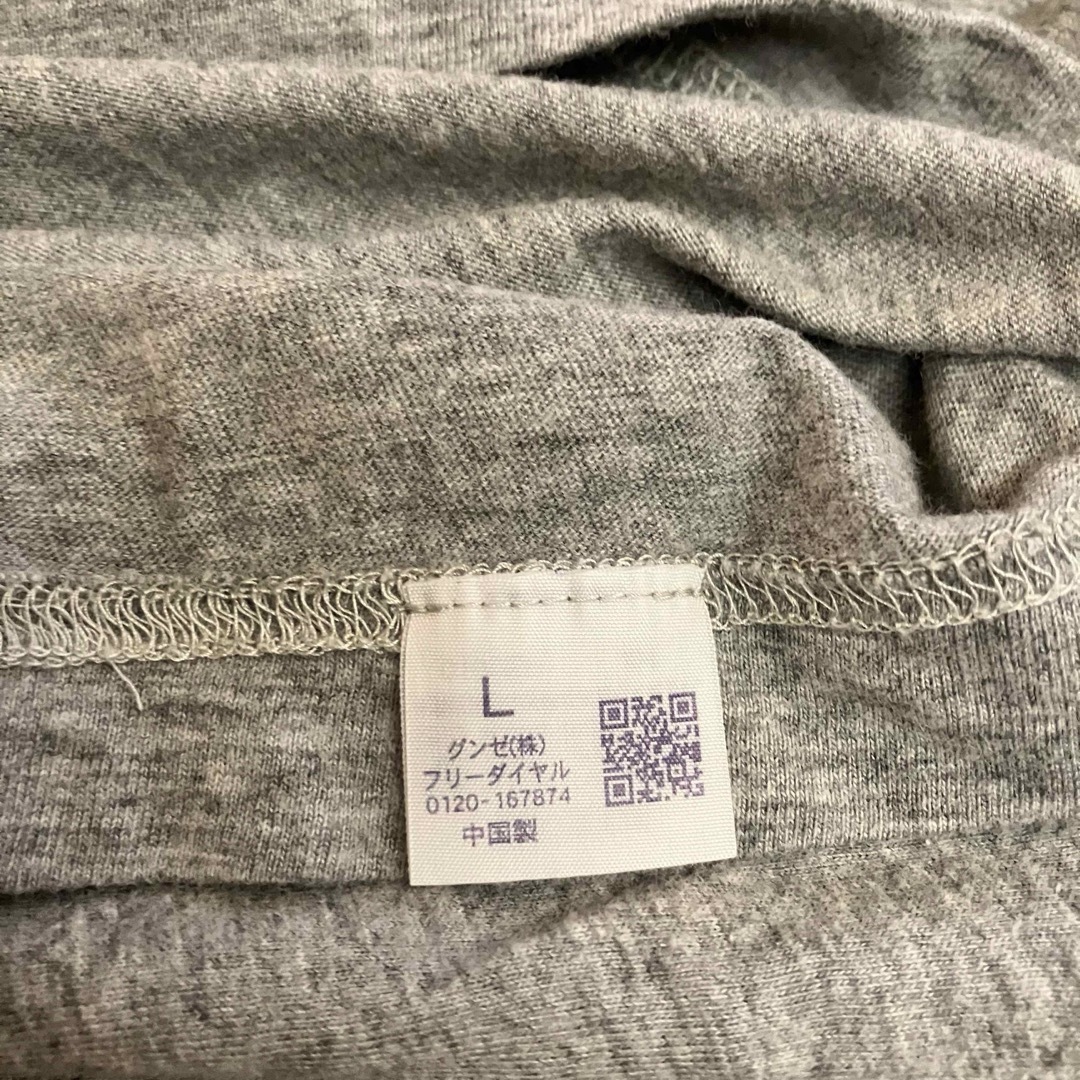 L
グンゼ(株)
フリーダイヤル
0120-167874
中国製